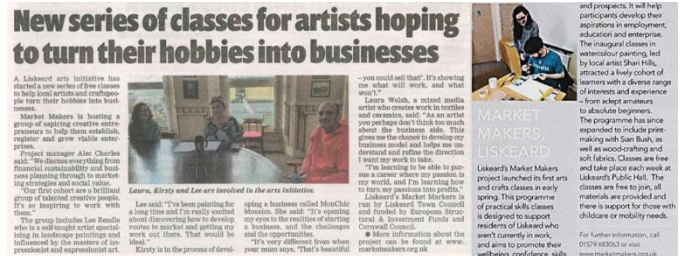 New series of classes for artists hoping
to turn their hobbies into businesses
A Liskeard arts initiative has
started a new series of free classes
to help local artists and craftspeo-
ple turn their hobbies into busi-
nesses.
Market Makers is hosting a
group of aspiring creative entre-
preneurs to help them establish,
register and grow viable enter-
prises.
Project manager Alec Charles
said: "We discuss everything from
financial sustainability and busi-
ness planning through to market-
ing strategies and social value.
"Our first cohort are a brilliant
group of talented creative people.
It's so inspiring to work with
them."
The group includes Lee Rendle
who is a self-taught artist special-
ising in landscape paintings and
influenced by the masters of im-
pressionist and expressionist art.
Laura, Kirsty and Lee are involved in the arts initiative.
Lee said: "I've been painting for
a long time and I'm really excited
about discovering how to develop
routes to market and getting my
work out there. That would be
ideal."
Kirsty is in the process of devel-
oping a business called MonChic
Mosaics. She said: "It's opening
my eyes to the realities of starting
a business, and the challenges
and the opportunities.
"It's very different from when
your mum says, 'That's beautiful
– you could sell that!'. It's showing
me what will work, and what
won't."
Laura Welsh, a mixed media
artist who creates work in textiles
and ceramics, said: "As an artist
you perhaps don't think too much
about the business side. This
gives me the chance to develop my
business model and helps me un-
derstand and refine the direction
I want my work to take.
"I'm learning to be able to pur-
sue a career where my passion is
my world, and I'm learning how
to turn my passions into profits."
Liskeard's Market Makers is
run by Liskeard Town Council
and funded by European Struc-
tural & Investment Funds and
Cornwall Council.
● More information about the
project can be found at www.
marketmakers.org.uk
MARKET
MAKERS,
LISKEARD
Liskeard's Market Makers
project launched its first arts
and crafts classes in early
spring. This programme
of practical skills classes
is designed to support
residents of Liskeard who
aren't currently in work,
and aims to promote their
wellbeing, confidence, skills
and prospects. It will help
participants develop their
aspirations in employment,
education and enterprise.
The inaugural classes in
watercolour painting, led
by local artist Shari Hills,
attracted a lively cohort of
learners with a diverse range
of interests and experience
– from adept amateurs
to absolute beginners.
The programme has since
expanded to include print-
making with Sian Bush, as
well as wood-crafting and
soft fabrics. Classes are free
and take place each week at
Liskeard's Public Hall. The
classes are free to join, all
materials are provided and
there is support for those with
childcare or mobility needs.
For further information, call
01579 683063 or visit
www.marketmakers.org.uk